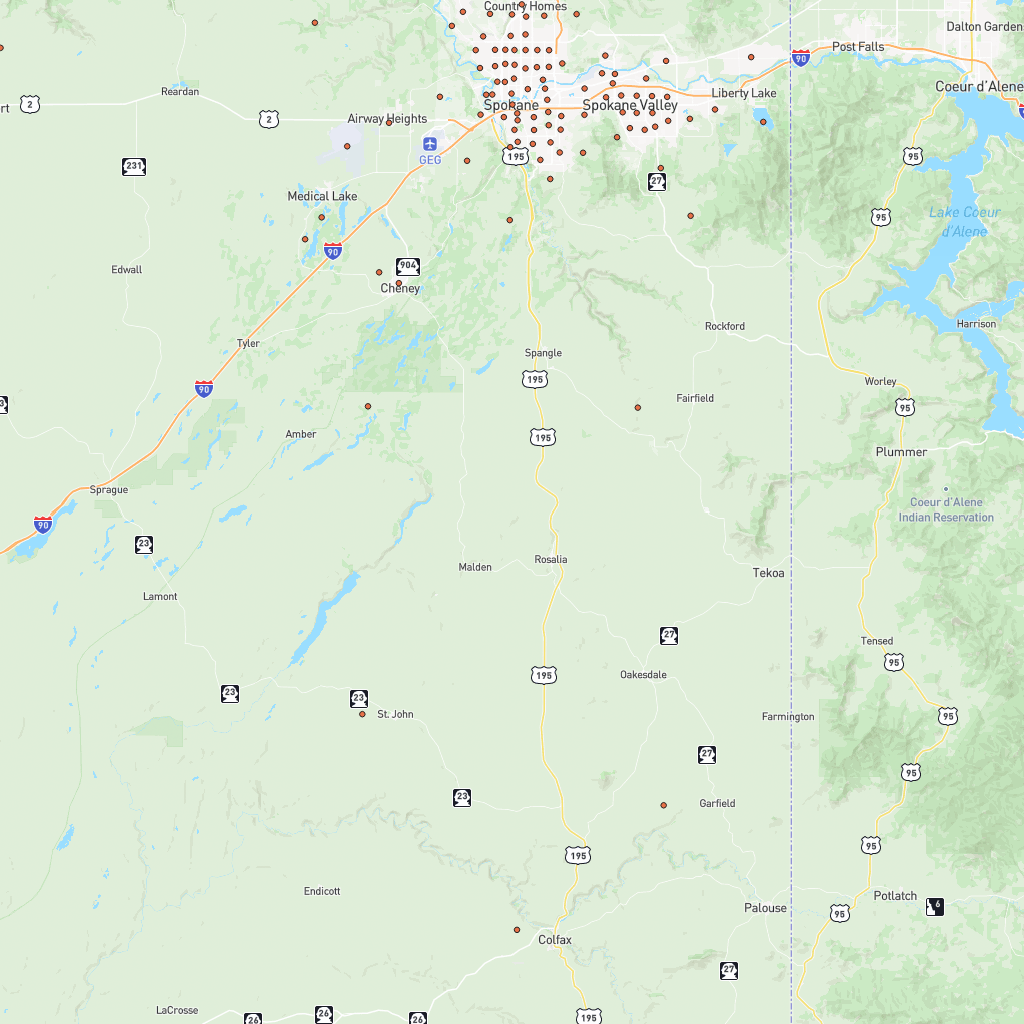 Country Homes
Dalton Gardens
Post Falls
90
Coeur d'Alene
Reardan
Liberty Lake
2
Spokane
Spokane Valley
2
Airway Heights
GEG
195
95
231
27
Medical Lake
95
Lake Coeur
d'Alene
90
904
Edwall
Cheney
Harrison
Rockford
Tyler
Spangle
195
Worley
90
Fairfield
95
Amber
195
Plummer
Sprague
Coeur d'Alene
Indian Reservation
90
23
Rosalia
Malden
Tekoa
Lamont
27
Tensed
95
195
Oakesdale
23
23
St. John
Farmington
95
27
95
23
Garfield
95
195
Endicott
Potlatch
6
Palouse
95
Colfax
27
LaCrosse
26
26
26
195